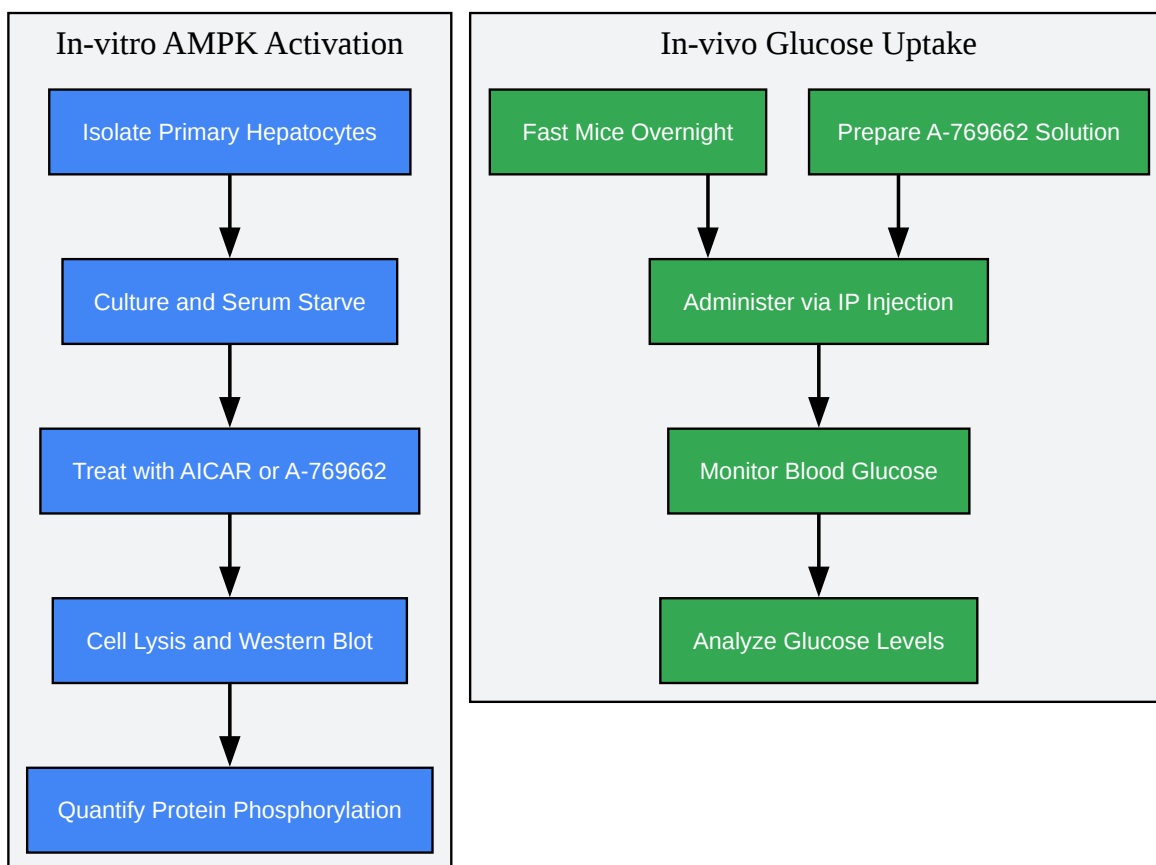 In-vitro AMPK Activation
Isolate Primary Hepatocytes
Culture and Serum Starve
Treat with AICAR or A-769662
Cell Lysis and Western Blot
Quantify Protein Phosphorylation
In-vivo Glucose Uptake
Fast Mice Overnight
Prepare A-769662 Solution
Administer via IP Injection
Monitor Blood Glucose
Analyze Glucose Levels